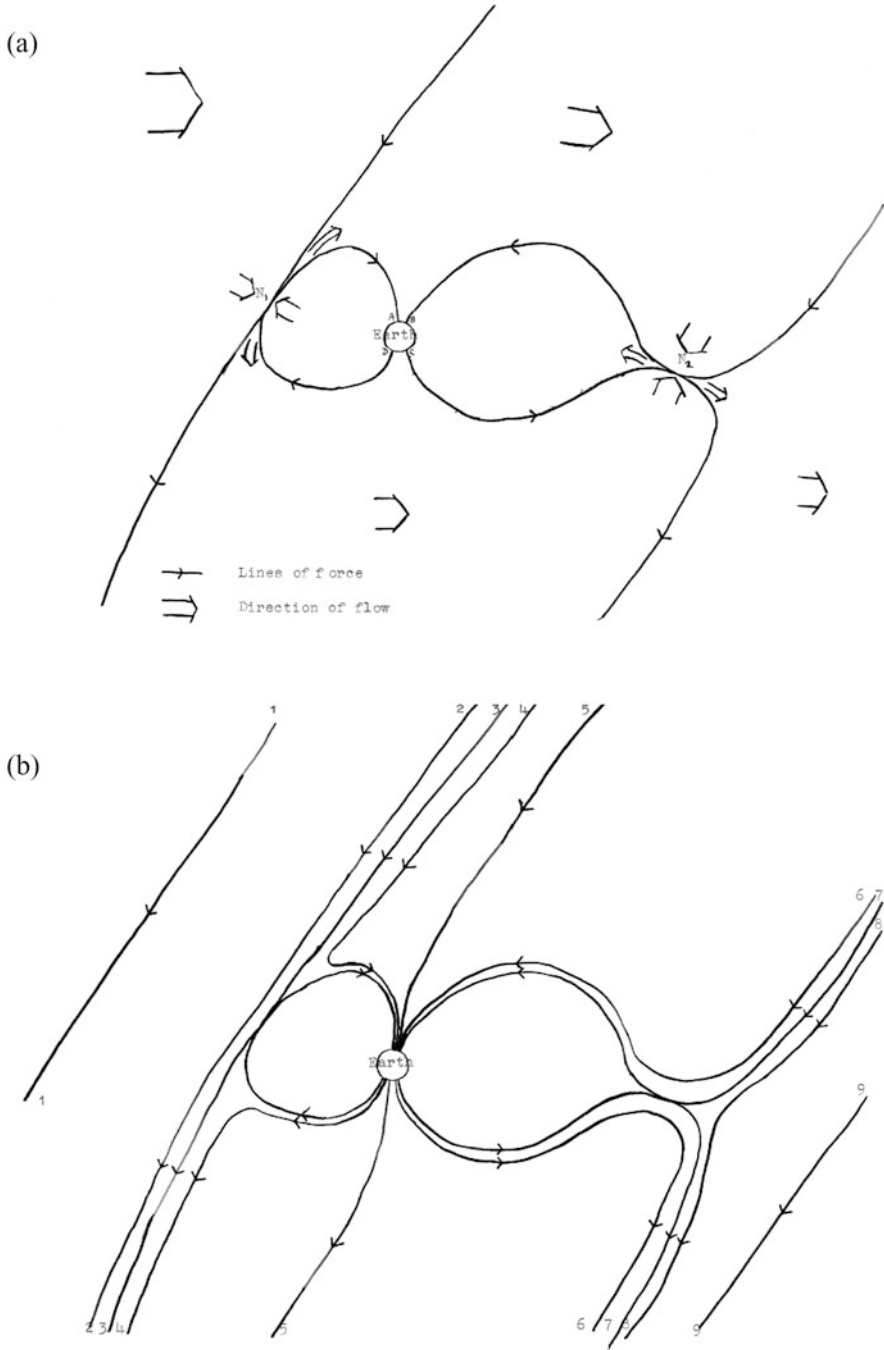 (a)
N₁
A B
Earth
D C
N₂
Lines of force
Direction of flow
1 2 3 4 5
(b)
6 7
8
Earth
9
1
2 3 4 5 6 7 8 9